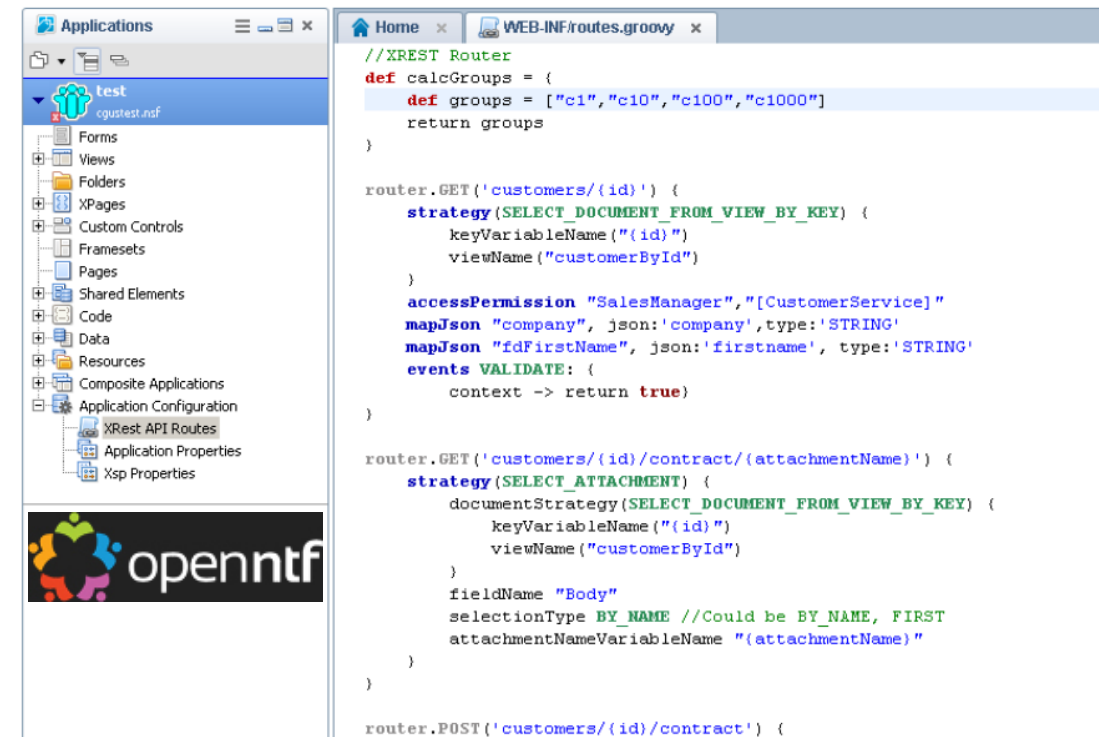 Applications
test
cgustest.nsf
Forms
Views
Folders
XPages
Custom Controls
Framesets
Pages
Shared Elements
Code
Data
Resources
Composite Applications
Application Configuration
XRest API Routes
Application Properties
Xsp Properties
openntf
Home
WEB-INF/routes.groovy
//XREST Router
def calcGroups = {
def groups = ["c1","c10","c100","c1000"]
return groups
}
router.GET('customers/{id}') {
strategy(SELECT_DOCUMENT_FROM_VIEW_BY_KEY) {
keyVariableName("{id}")
viewName("customerById")
}
accessPermission "SalesManager","[CustomerService]"
mapJson "company", json:'company',type:'STRING'
mapJson "fdFirstName", json:'firstname', type:'STRING'
events VALIDATE: {
context -> return true}
}
router.GET('customers/{id}/contract/{attachmentName}') {
strategy(SELECT_ATTACHMENT) {
documentStrategy(SELECT_DOCUMENT_FROM_VIEW_BY_KEY) {
keyVariableName("{id}")
viewName("customerById")
}
fieldName "Body"
selectionType BY_NAME //Could be BY_NAME, FIRST
attachmentNameVariableName "{attachmentName}"
}
}
router.POST('customers/{id}/contract') {